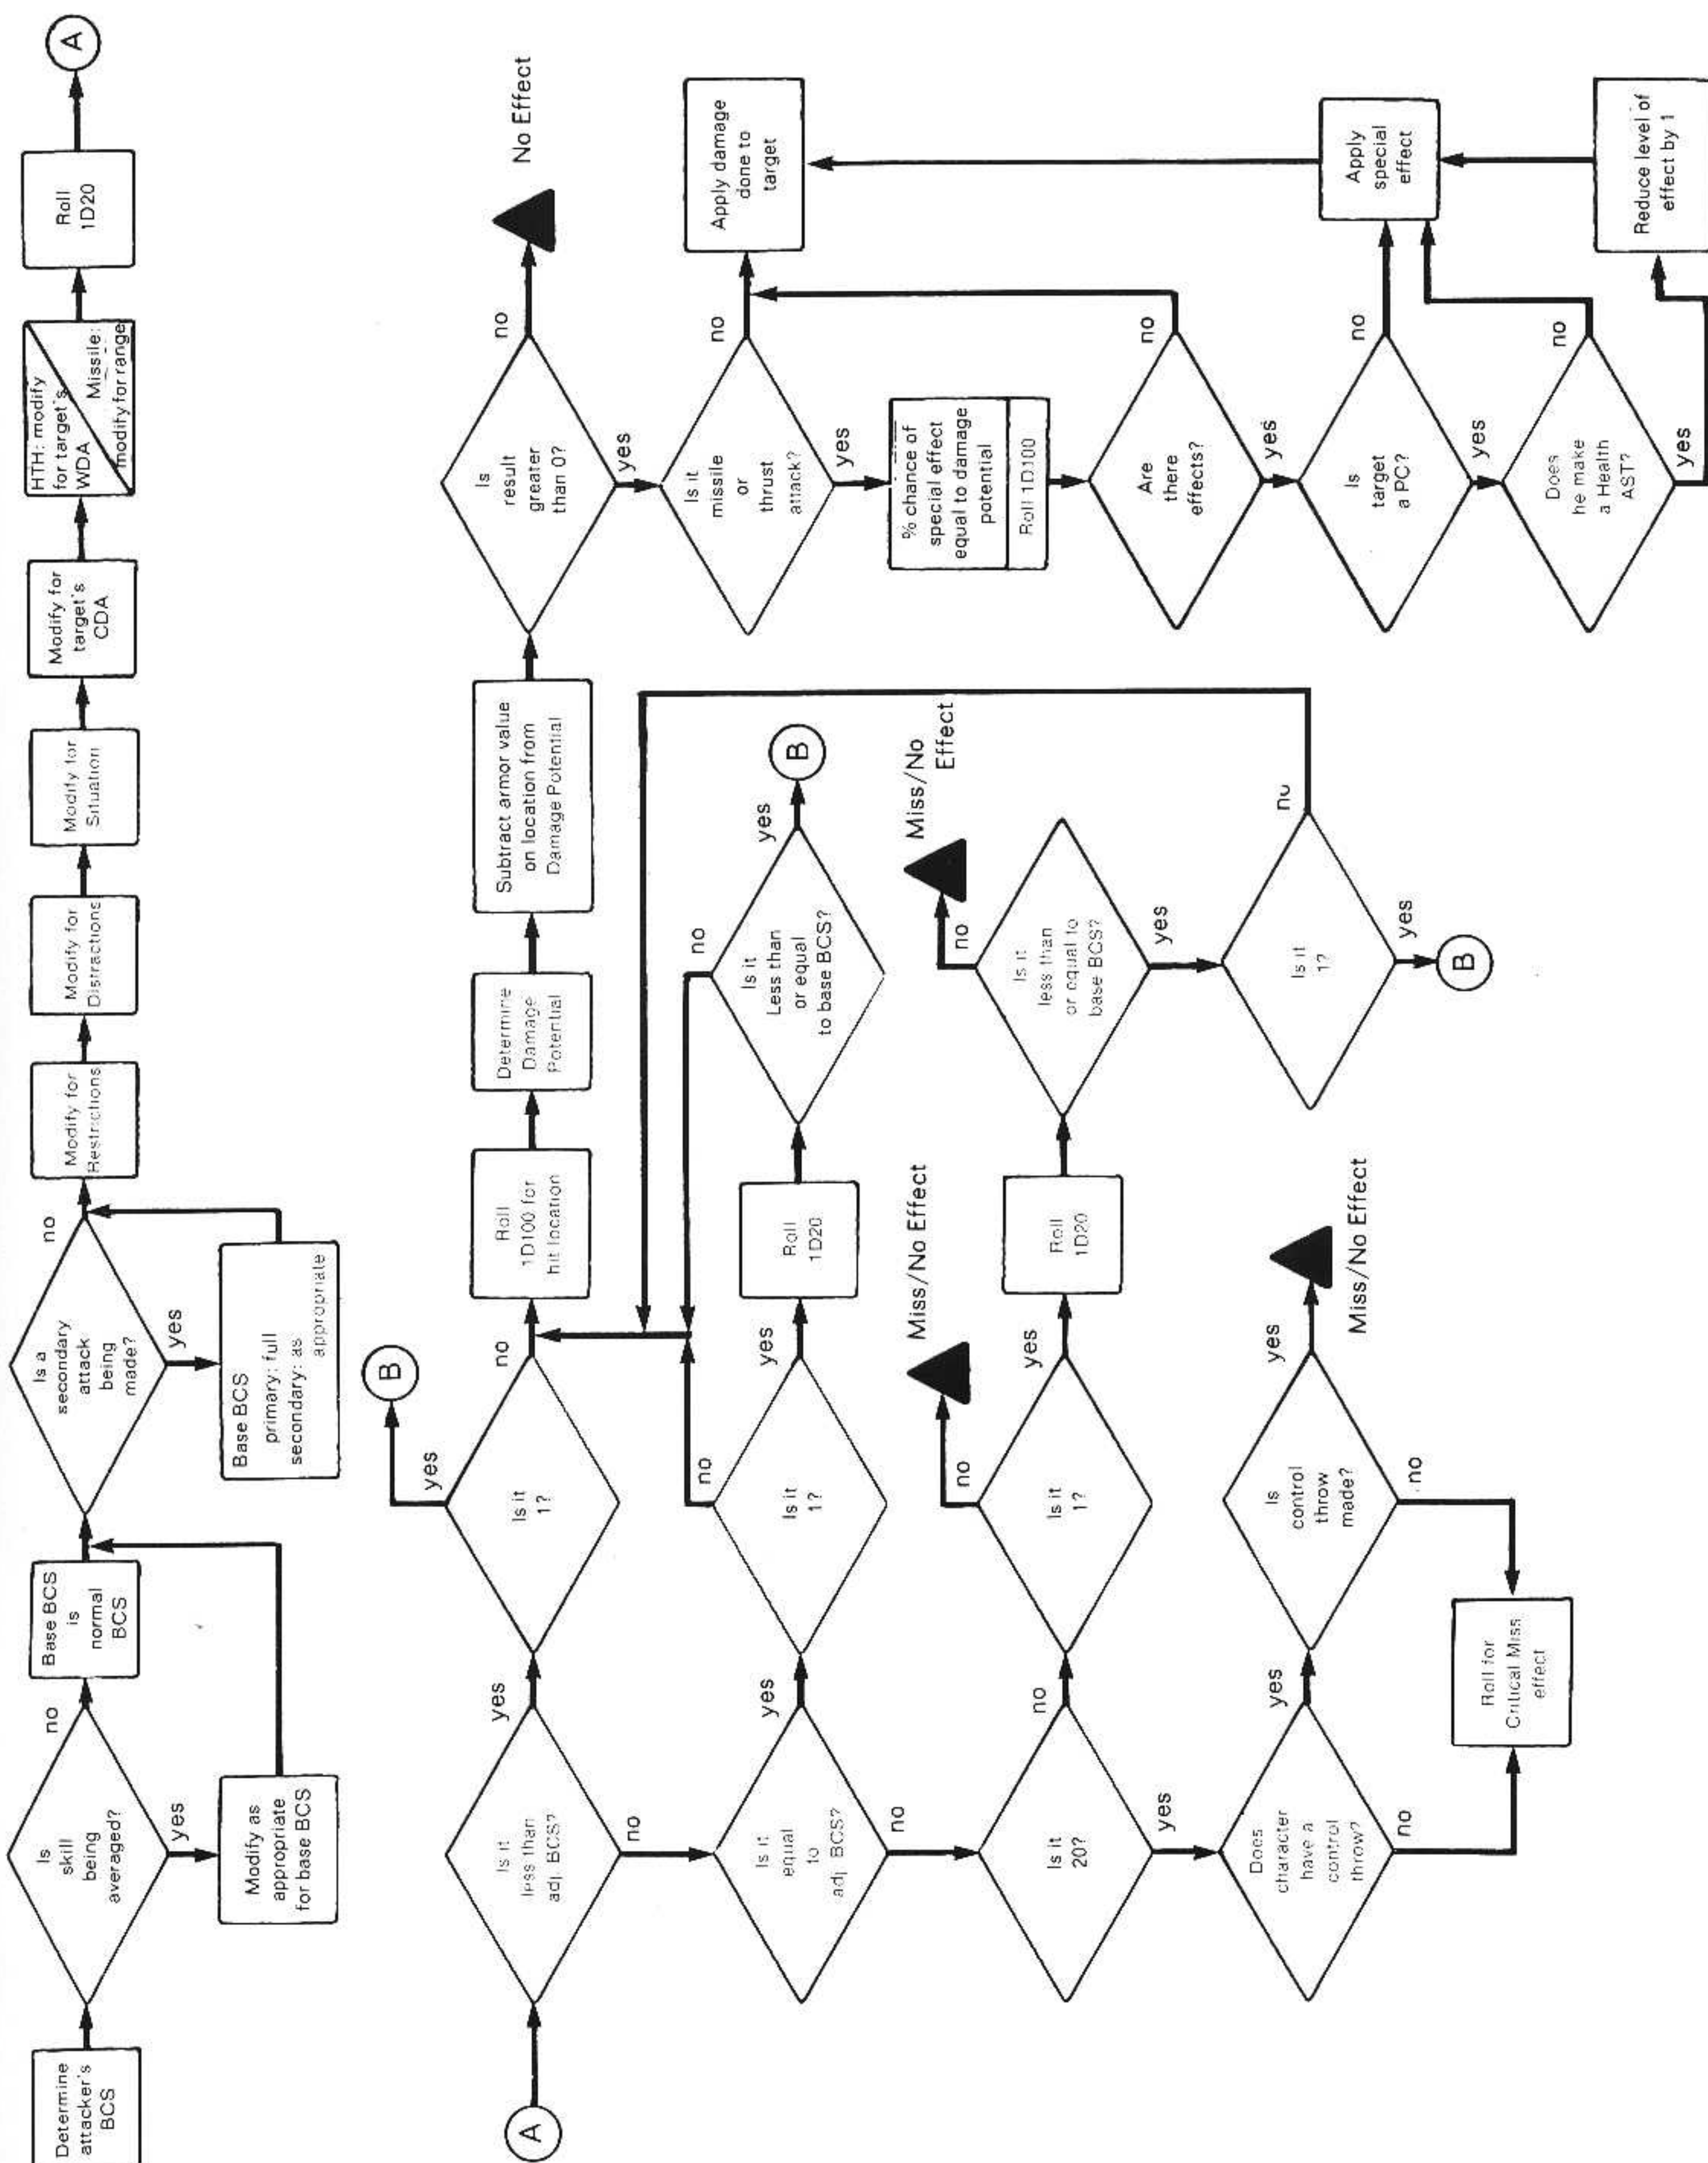 Determine
attacker's
BCS
Is
skill
being
averaged?
no
yes
Modify as
appropriate
for base BCS
Base BCS
is
normal
BCS
Is a
secondary
attack
being
made?
no
yes
Base BCS
primary: full
secondary: as
appropriate
Modify for
Restrictions
Modify for
Distractions
Modify for
Situation
Modify for
target's
CDA
HTH: modify
for target's
WDA
Missile:
modify for range
Roll
1D20
A
A
Is it
less than
adj. BCS?
yes
no
Is it
1?
yes
B
no
Roll
1D100 for
hit location
Determine
Damage
Potential
Subtract armor value
on location from
Damage Potential
Is
result
greater
than 0?
no
No Effect
yes
Is it
missile
or
thrust
attack?
no
Apply damage
done to
target
yes
% chance of
special effect
equal to damage
potential
Roll 1D100
Are
there
effects?
no
yes
Is
target
a PC?
no
Apply
special
effect
yes
Does
he make
a Health
AST?
no
yes
Reduce level of
effect by 1
Is it
equal
to
adj. BCS?
yes
no
Is it
1?
no
yes
Roll
1D20
Is it
Less than
or equal
to base BCS?
no
yes
B
Is it
20?
no
yes
Is it
1?
no
Miss/No Effect
yes
Roll
1D20
Is it
less than
or equal to
base BCS?
no
Miss/No
Effect
yes
Is it
1?
no
yes
B
Does
character
have a
control
throw?
yes
no
Is
control
throw
made?
yes
Miss/No Effect
no
Roll for
Critical Miss
effect